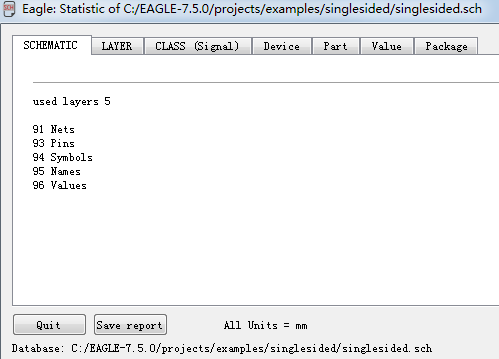 Eagle: Statistic of C:/EAGLE-7.5.0/projects/examples/singlesided/singlesided.sch
SCHEMATIC LAYER CLASS (Signal) Device Part Value Package
used layers 5
91 Nets
93 Pins
94 Symbols
95 Names
96 Values
Quit Save report All Units = mm
Database: C:/EAGLE-7.5.0/projects/examples/singlesided/singlesided.sch